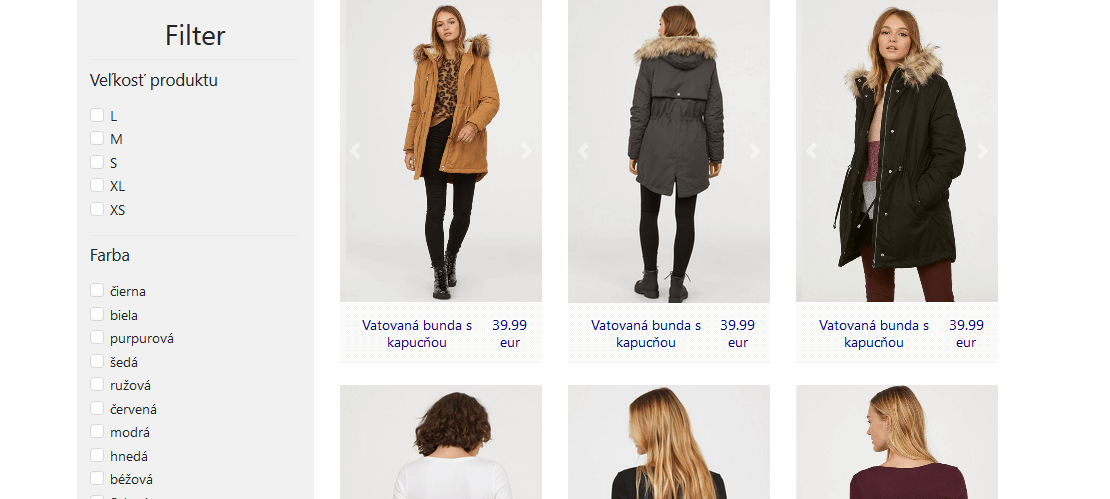 Filter
Veľkosť produktu
L
M
S
XL
XS
Farba
čierna
biela
purpurová
šedá
ružová
červená
modrá
hnedá
béžová
Vatovaná bunda s
kapucňou
39.99
eur
Vatovaná bunda s
kapucňou
39.99
eur
Vatovaná bunda s
kapucňou
39.99
eur